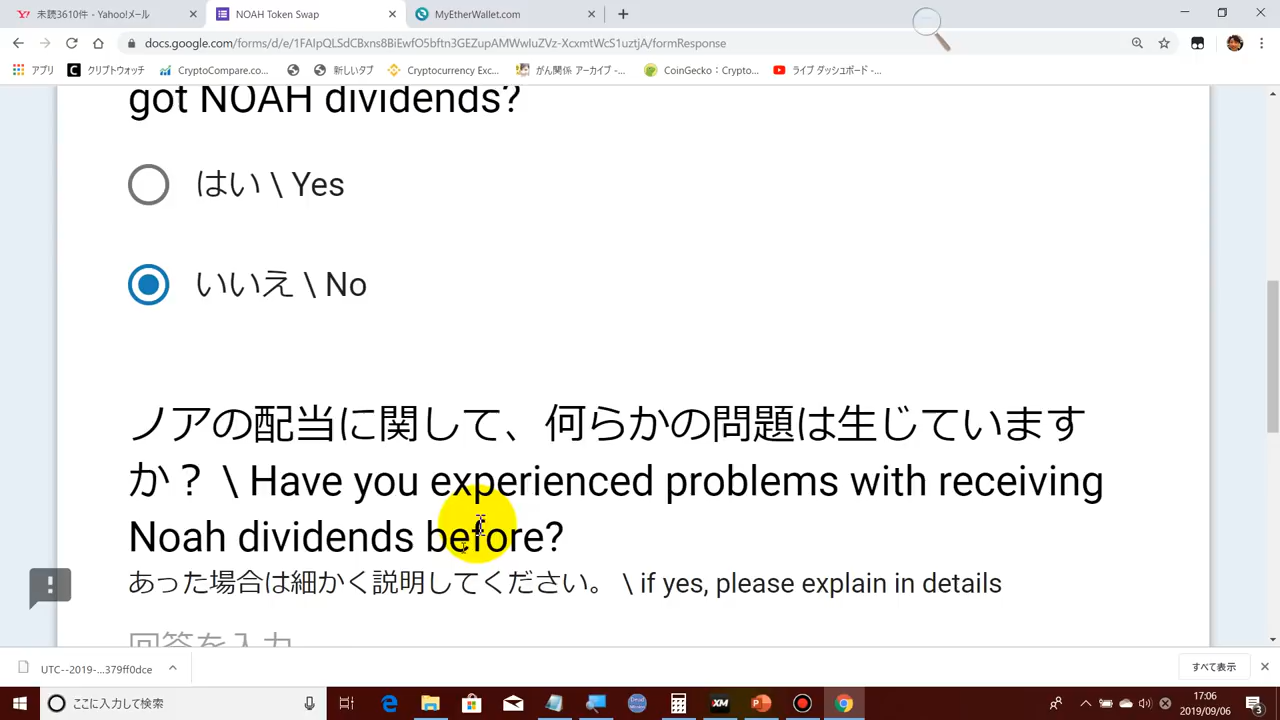 未読3610件 - Yahoo!メール
NOAH Token Swap
MyEtherWallet.com
docs.google.com/forms/d/e/1FAIpQLSdCBxns8BiEwfO5bftn3GEZupAMWwIuZVz-XcxmtWcS1uztjA/formResponse
アプリ
クリプトウォッチ
CryptoCompare.co...
新しいタブ
Cryptocurrency Exc...
がん関係 アーカイブ -...
CoinGecko：Crypto...
ライブ ダッシュボード -...
got NOAH dividends?
はい \ Yes
いいえ \ No
ノアの配当に関して、何らかの問題は生じています
か？ \ Have you experienced problems with receiving
Noah dividends before?
あった場合は細かく説明してください。 \ if yes, please explain in details
回答を入力
UTC--2019-...379ff0dce
すべて表示
ここに入力して検索
XM
17:06
2019/09/06
3